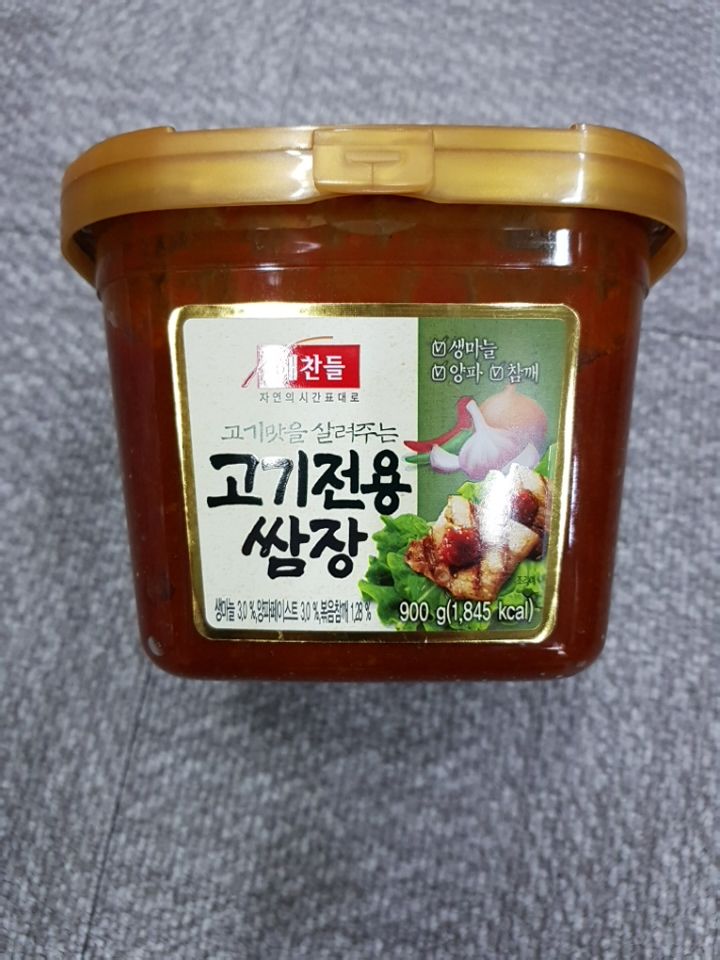 해찬들
자연의 시간표대로
고기맛을 살려주는
고기전용
쌈장
생마늘 3.0 %,양파페이스트 3.0 %,볶음참깨 1.28 %
☑생마늘
☑양파 ☑참깨
900 g(1,845 kcal)